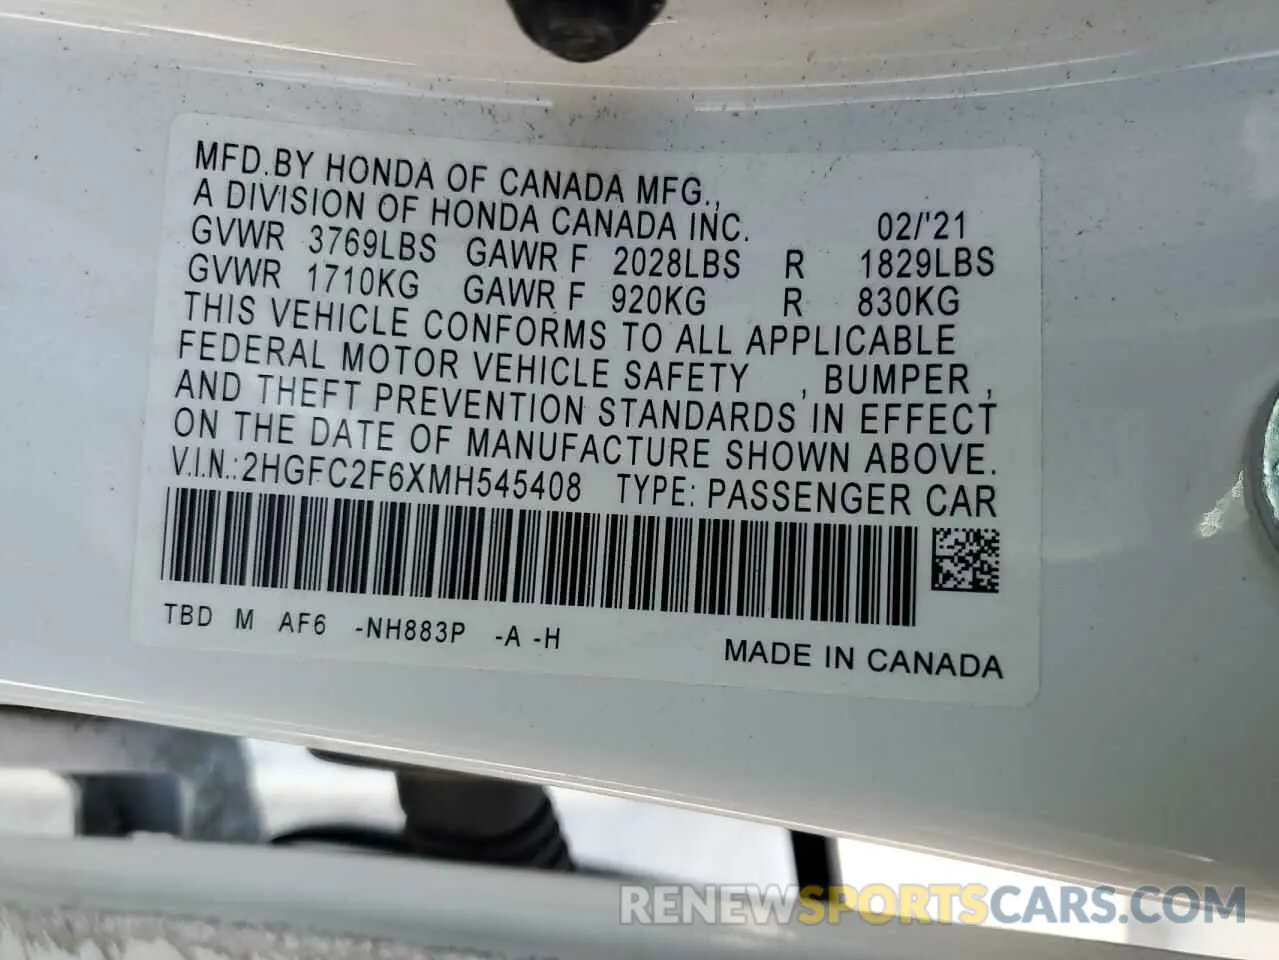 MFD.BY HONDA OF CANADA MFG.,
A DIVISION OF HONDA CANADA INC. 02/'21
GVWR 3769LBS GAWR F 2028LBS R 1829LBS
GVWR 1710KG GAWR F 920KG R 830KG
THIS VEHICLE CONFORMS TO ALL APPLICABLE
FEDERAL MOTOR VEHICLE SAFETY , BUMPER ,
AND THEFT PREVENTION STANDARDS IN EFFECT
ON THE DATE OF MANUFACTURE SHOWN ABOVE.
V.I.N.:2HGFC2F6XMH545408 TYPE: PASSENGER CAR
TBD M AF6 -NH883P -A -H
MADE IN CANADA
RENEWSPORTSCARS.COM